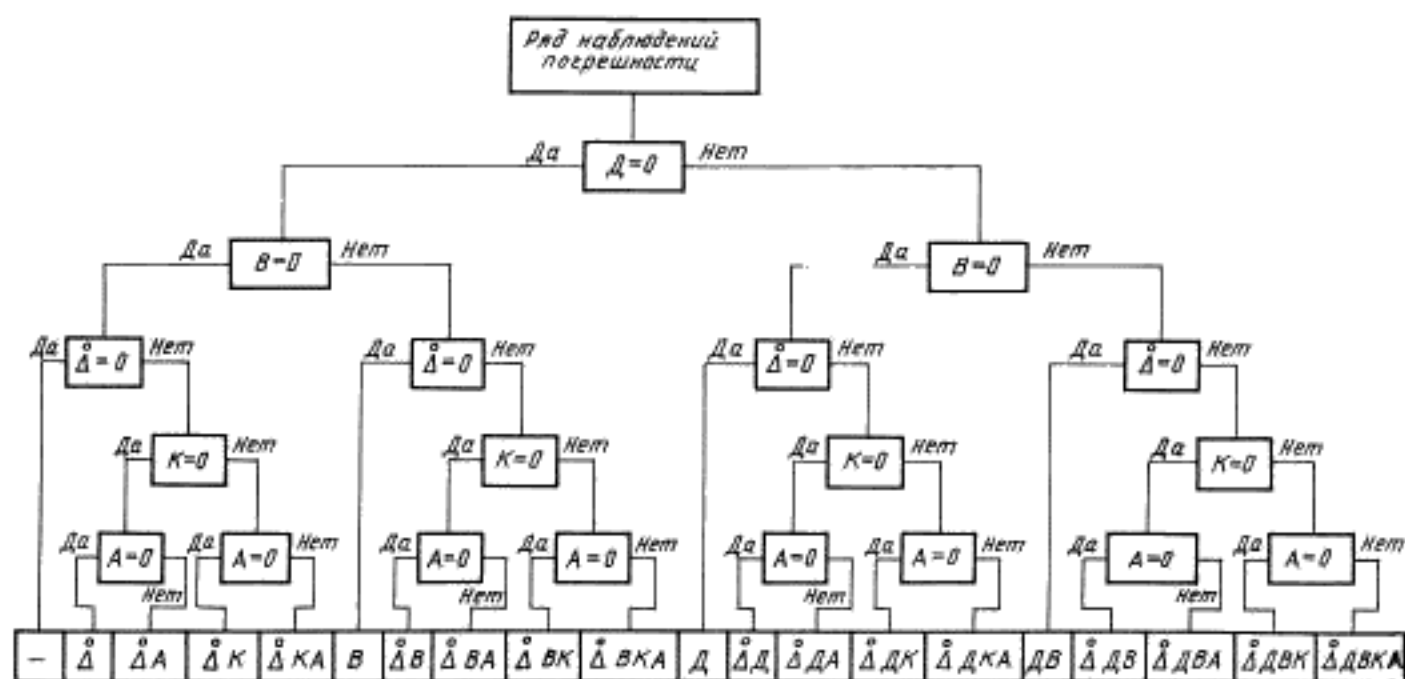 Ряд наблюдений
погрешности
Да Д=0 Нет
Да В=0 Нет Да В=0 Нет
Да Δ̊=0 Нет Да Δ̊=0 Нет Да Δ̊=0 Нет Да Δ̊=0 Нет
Да К=0 Нет Да К=0 Нет Да К=0 Нет Да К=0 Нет
Да А=0 Нет Да А=0 Нет Да А=0 Нет Да А=0 Нет Да А=0 Нет Да А=0 Нет Да А=0 Нет Да А=0 Нет
– Δ̊ Δ̊А Δ̊К Δ̊КА В Δ̊В Δ̊ВА Δ̊ВК Δ̊ВКА Д Δ̊Д Δ̊ДА Δ̊ДК Δ̊ДКА ДВ Δ̊ДВ Δ̊ДВА Δ̊ДВК Δ̊ДВКА